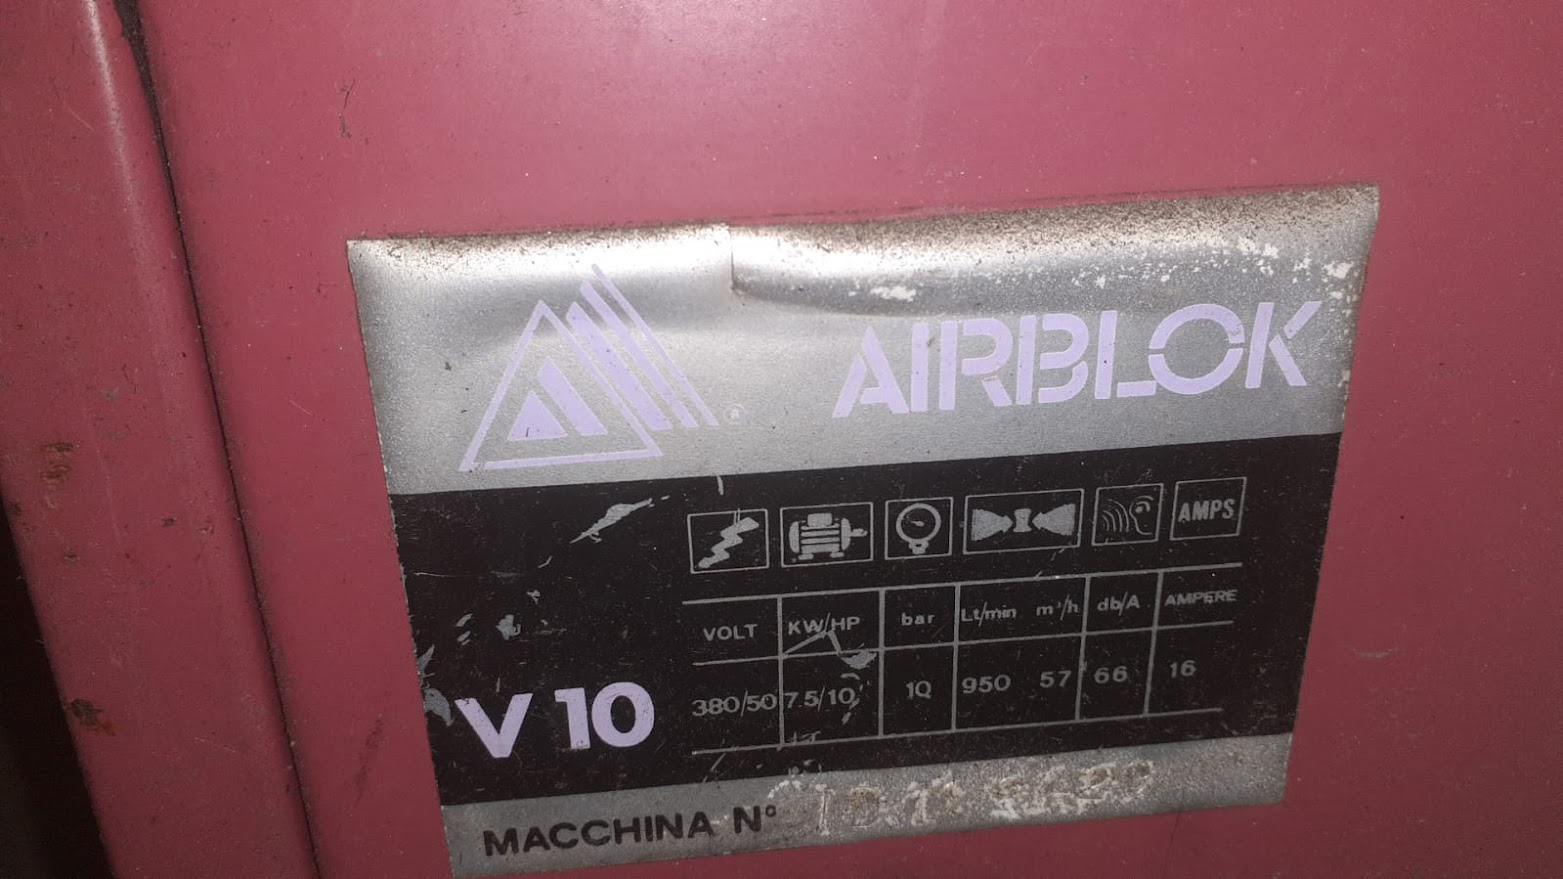 AIRBLOK
AMPS
VOLT KW/HP bar Lt/min m³/h db/A AMPERE
V 10 380/50 7.5/10 10 950 57 66 16
MACCHINA N°